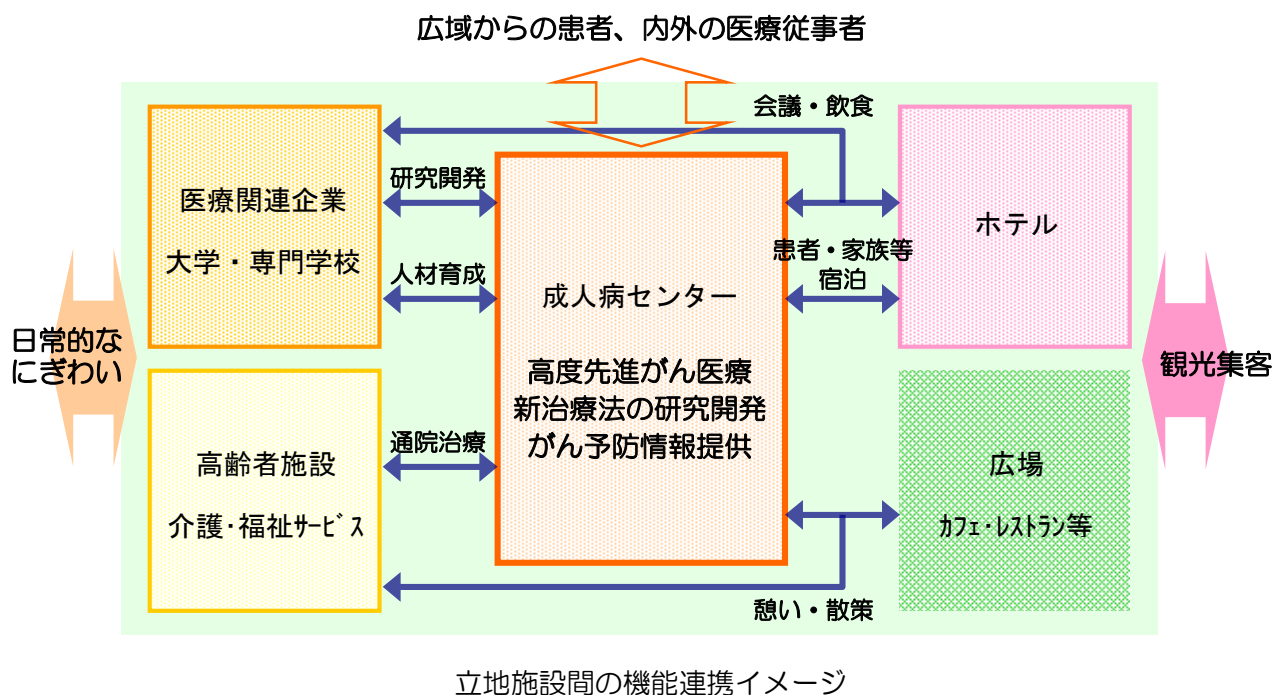 広域からの患者、内外の医療従事者
会議・飲食
医療関連企業
大学・専門学校
研究開発
人材育成
成人病センター
高度先進がん医療
新治療法の研究開発
がん予防情報提供
患者・家族等
宿泊
ホテル
日常的な
にぎわい
観光集客
高齢者施設
介護・福祉ｻｰﾋﾞｽ
通院治療
広場
ｶﾌｪ・ﾚｽﾄﾗﾝ等
憩い・散策
立地施設間の機能連携イメージ